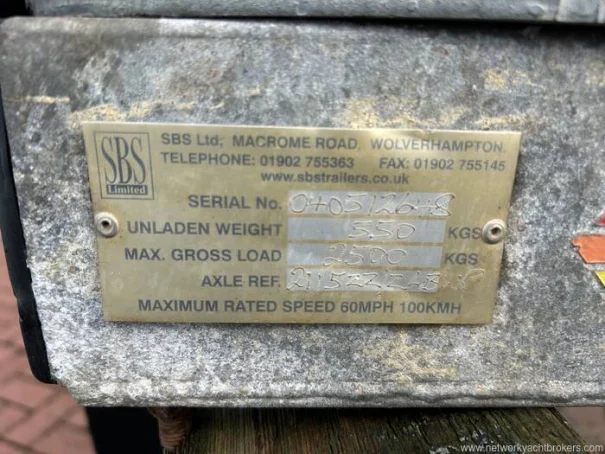 SBS
Limited
SBS Ltd; MACROME ROAD, WOLVERHAMPTON.
TELEPHONE: 01902 755363 FAX: 01902 755145
www.sbstrailers.co.uk
SERIAL No.
UNLADEN WEIGHT 550 KGS
MAX. GROSS LOAD 2500 KGS
AXLE REF.
MAXIMUM RATED SPEED 60MPH 100KMH
www.networkyachtbrokers.com